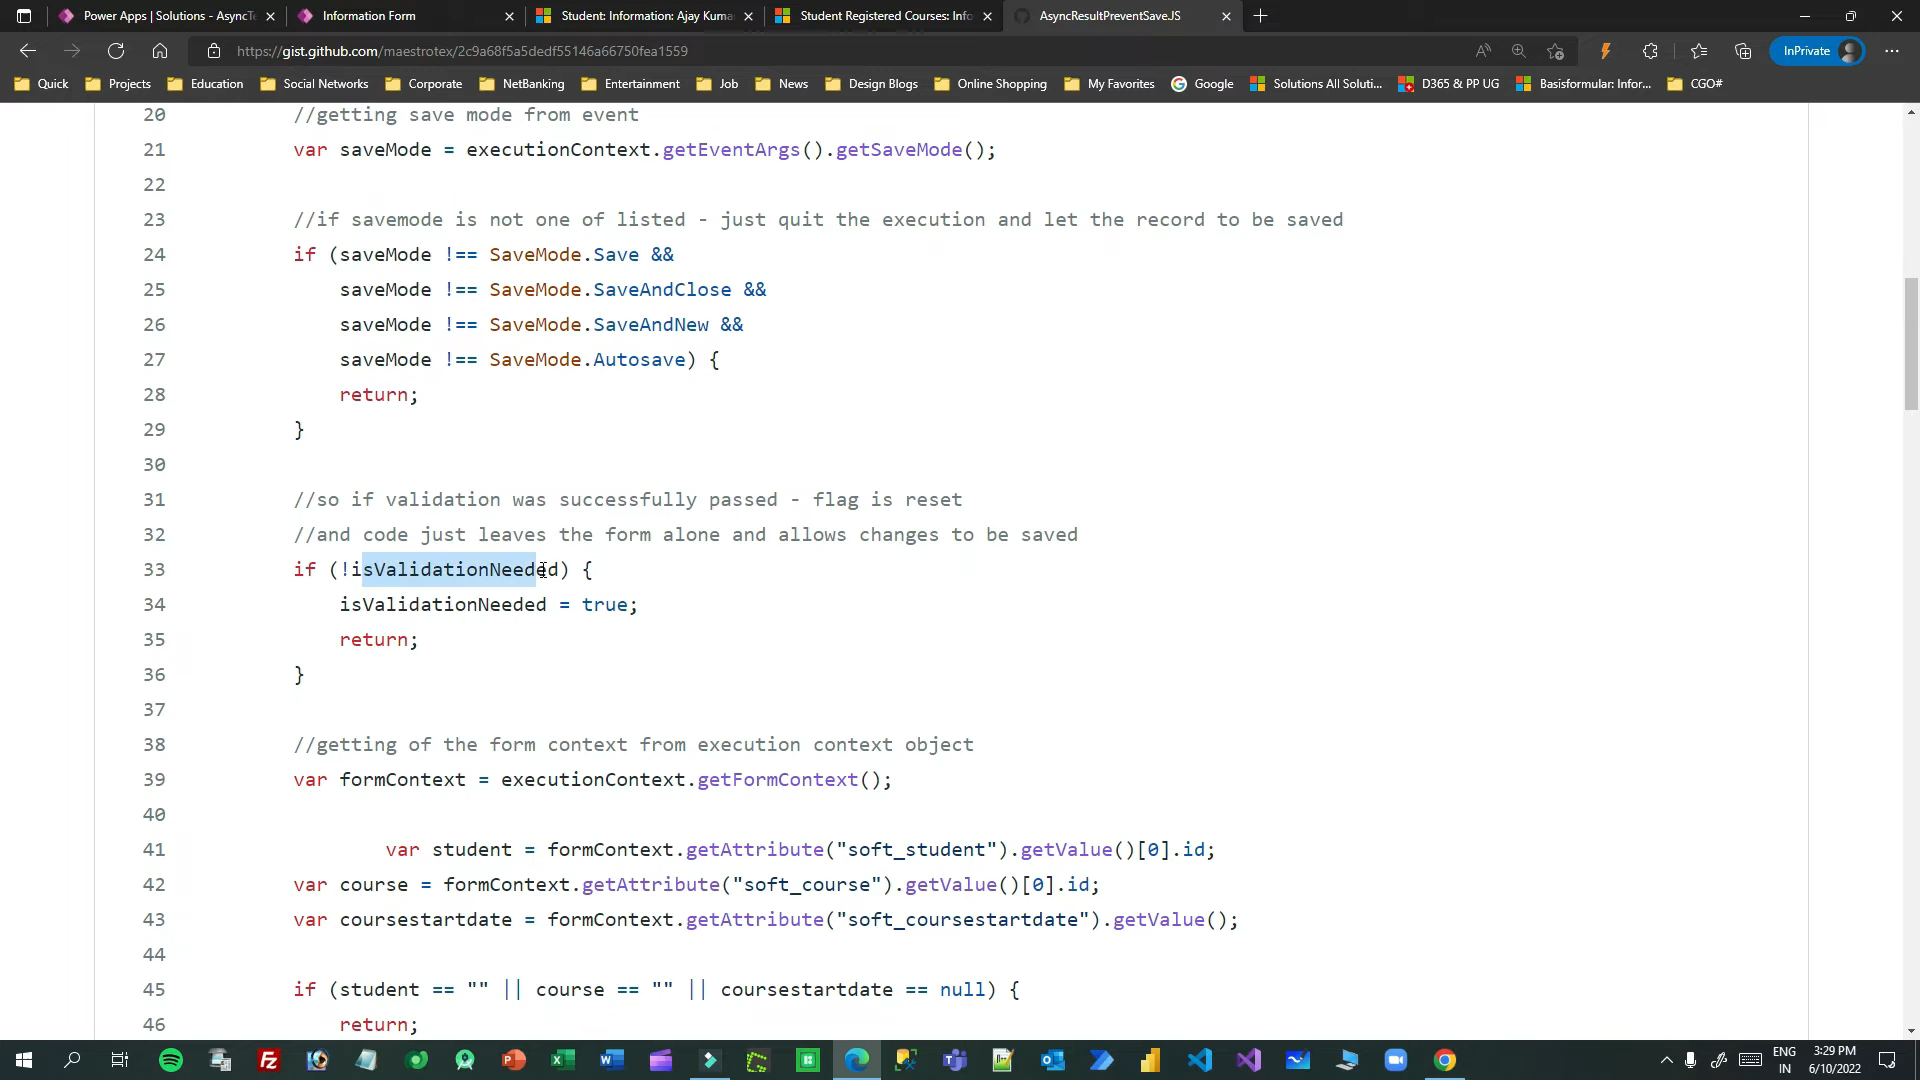 Power Apps | Solutions - AsyncTe
Information Form
Student: Information: Ajay Kuma
Student Registered Courses: Info
AsyncResultPreventSave.JS
https://gist.github.com/maestrotex/2c9a68f5a5dedf55146a66750fea1559
InPrivate
Quick
Projects
Education
Social Networks
Corporate
NetBanking
Entertainment
Job
News
Design Blogs
Online Shopping
My Favorites
Google
Solutions All Soluti...
D365 & PP UG
Basisformular: Infor...
CGO#
20 //getting save mode from event
21 var saveMode = executionContext.getEventArgs().getSaveMode();
22
23 //if savemode is not one of listed - just quit the execution and let the record to be saved
24 if (saveMode !== SaveMode.Save &&
25 saveMode !== SaveMode.SaveAndClose &&
26 saveMode !== SaveMode.SaveAndNew &&
27 saveMode !== SaveMode.Autosave) {
28 return;
29 }
30
31 //so if validation was successfully passed - flag is reset
32 //and code just leaves the form alone and allows changes to be saved
33 if (!isValidationNeeded) {
34 isValidationNeeded = true;
35 return;
36 }
37
38 //getting of the form context from execution context object
39 var formContext = executionContext.getFormContext();
40
41 var student = formContext.getAttribute("soft_student").getValue()[0].id;
42 var course = formContext.getAttribute("soft_course").getValue()[0].id;
43 var coursestartdate = formContext.getAttribute("soft_coursestartdate").getValue();
44
45 if (student == "" || course == "" || coursestartdate == null) {
46 return;
ENG
IN
3:29 PM
6/10/2022